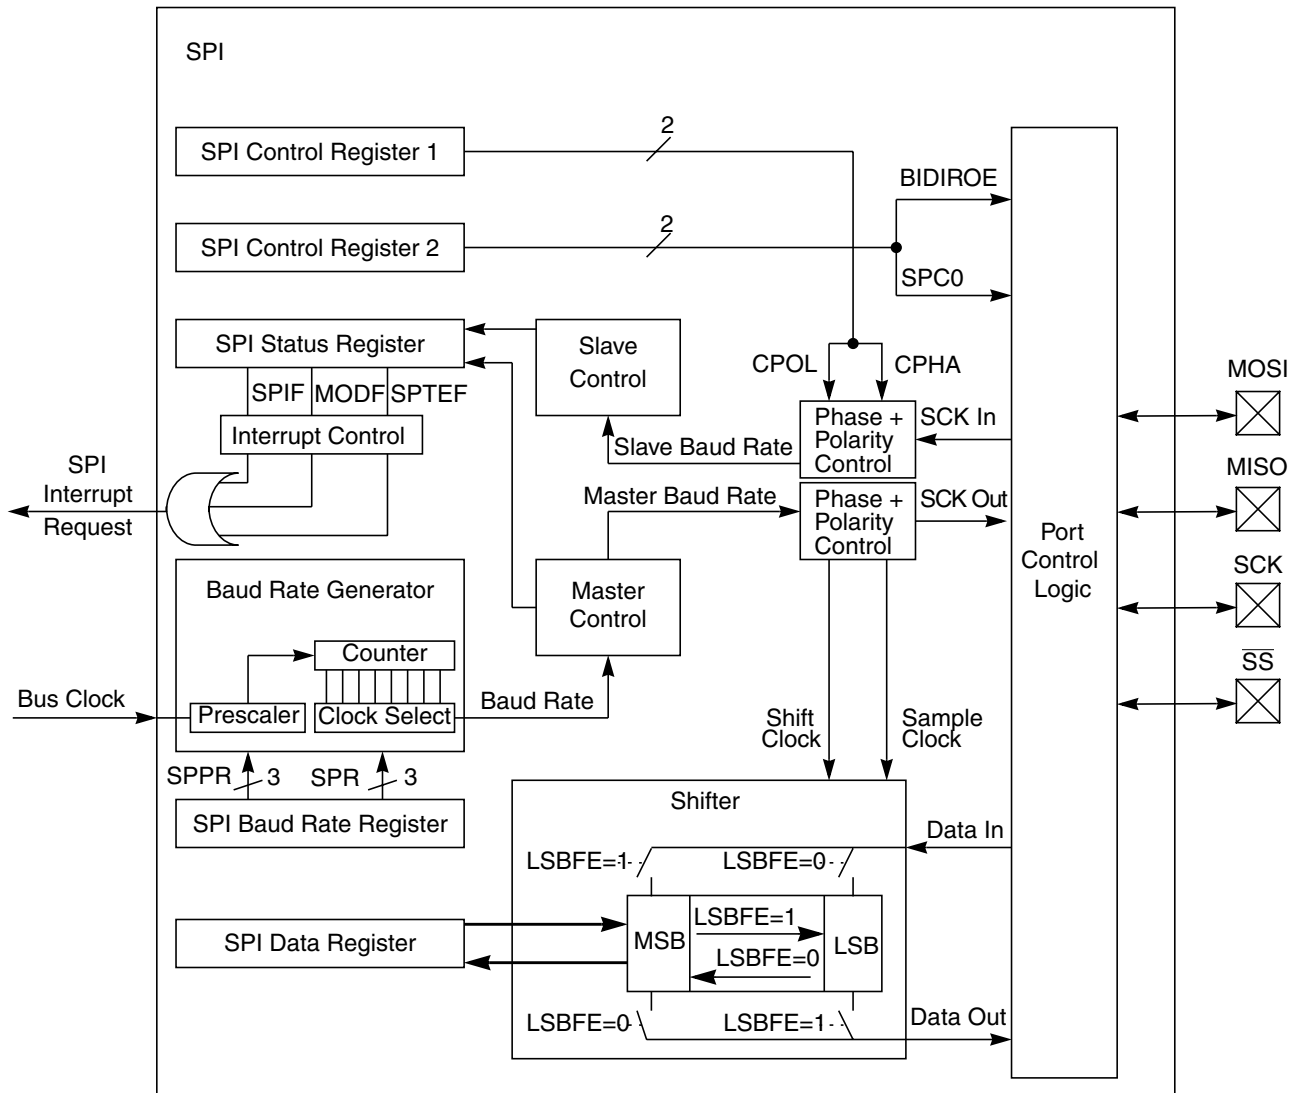 SPI
SPI Control Register 1
2
SPI Control Register 2
2
BIDIROE
SPC0
SPI Status Register
SPIF
MODF
SPTEF
Interrupt Control
SPI
Interrupt
Request
Slave
Control
CPOL
CPHA
Phase +
Polarity
Control
SCK In
Slave Baud Rate
Master Baud Rate
Phase +
Polarity
Control
SCK Out
Port
Control
Logic
MOSI
MISO
SCK
SS
Baud Rate Generator
Counter
Prescaler
Clock Select
Bus Clock
Baud Rate
Master
Control
SPPR
3
SPR
3
SPI Baud Rate Register
Shift
Clock
Sample
Clock
Shifter
Data In
LSBFE=1
LSBFE=0
SPI Data Register
MSB
LSBFE=1
LSBFE=0
LSB
LSBFE=0
LSBFE=1
Data Out